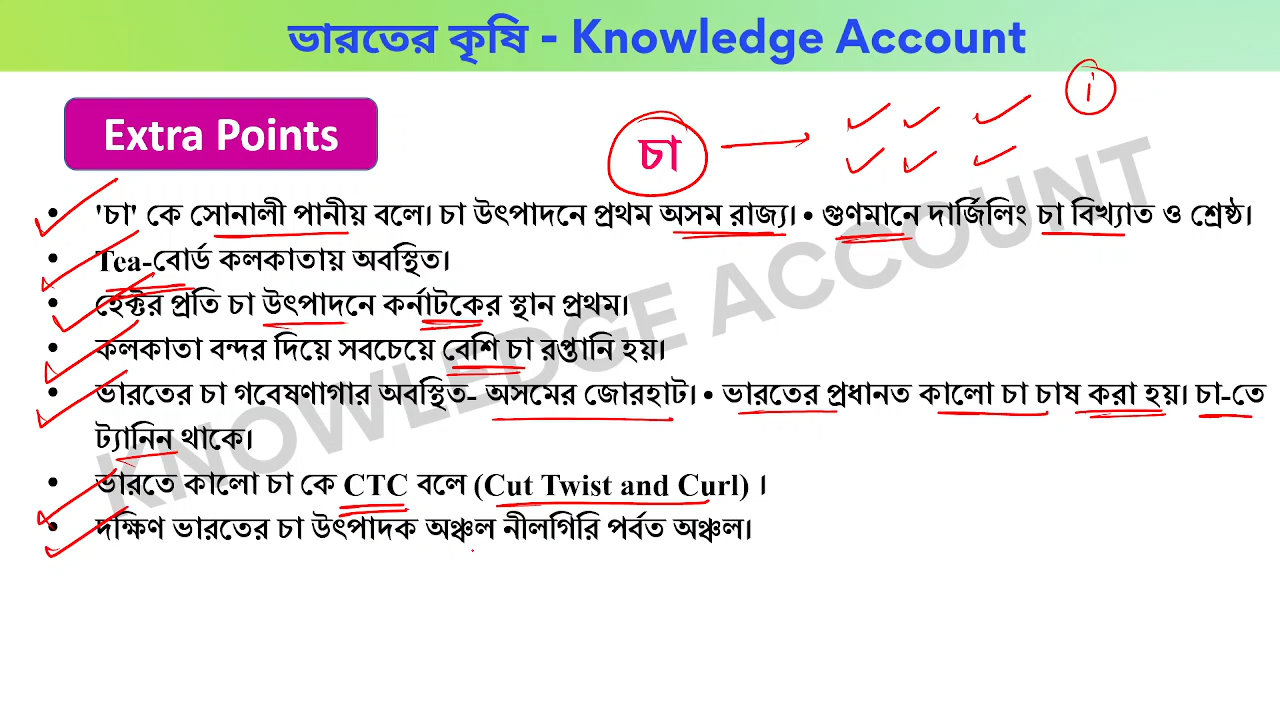 ভারতের কৃষি - Knowledge Account
Extra Points
চা
i
• 'চা' কে সোনালী পানীয় বলে। চা উৎপাদনে প্রথম অসম রাজ্য। • গুণমানে দার্জিলিং চা বিখ্যাত ও শ্রেষ্ঠ।
• Tea-বোর্ড কলকাতায় অবস্থিত।
• হেক্টর প্রতি চা উৎপাদনে কর্নাটকের স্থান প্রথম।
• কলকাতা বন্দর দিয়ে সবচেয়ে বেশি চা রপ্তানি হয়।
• ভারতের চা গবেষণাগার অবস্থিত- অসমের জোরহাট। • ভারতের প্রধানত কালো চা চাষ করা হয়। চা-তে
ট্যানিন থাকে।
• ভারতে কালো চা কে CTC বলে (Cut Twist and Curl) ।
• দক্ষিণ ভারতের চা উৎপাদক অঞ্চল নীলগিরি পর্বত অঞ্চল।
KNOWLEDGE ACCOUNT